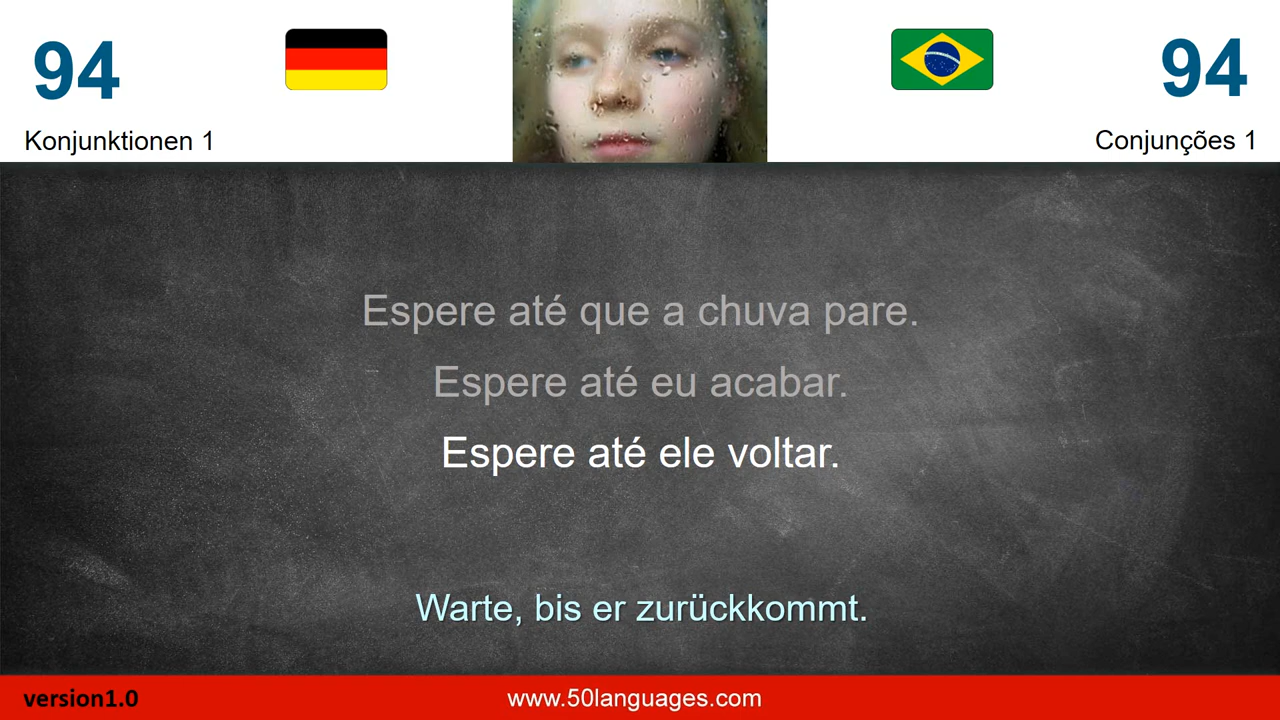 94
94
Konjunktionen 1
Conjunções 1
Espere até que a chuva pare.
Espere até eu acabar.
Espere até ele voltar.
Warte, bis er zurückkommt.
version1.0
www.50languages.com